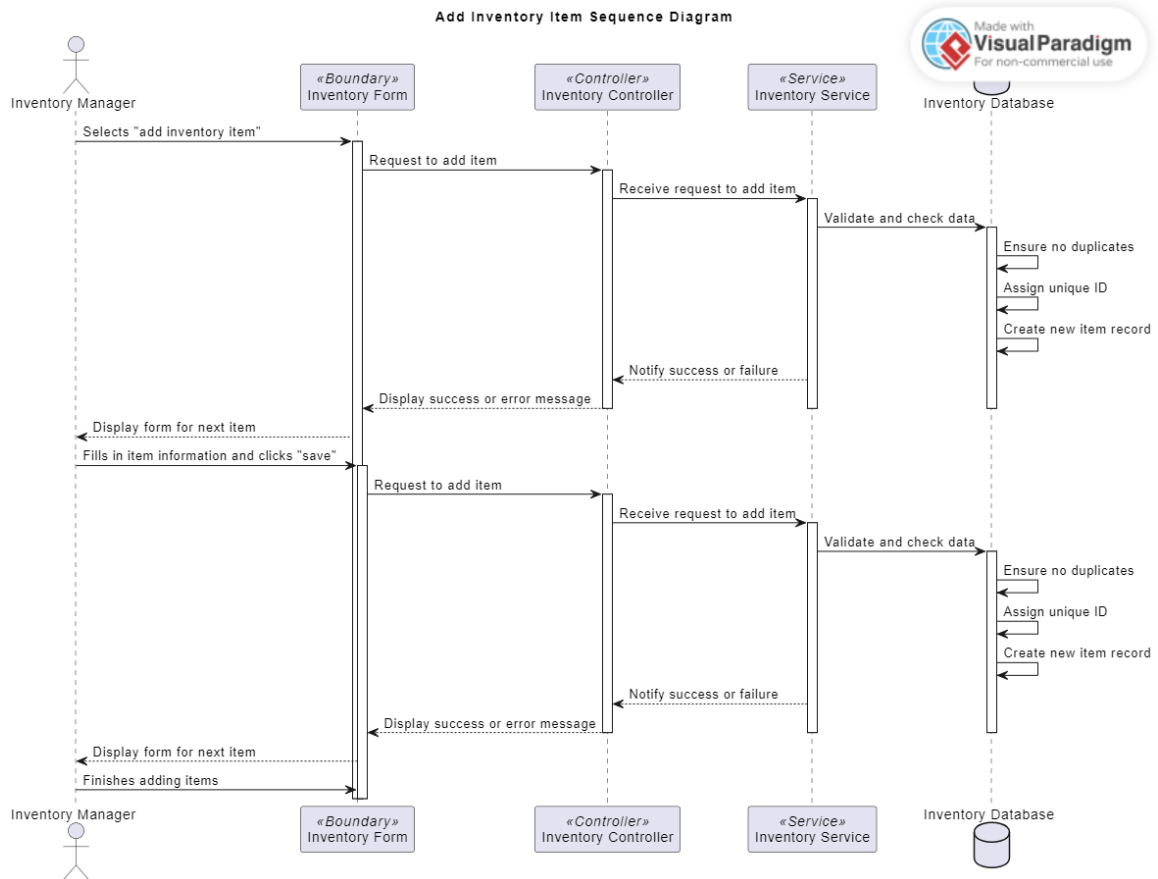 Add Inventory Item Sequence Diagram
Made with
Visual Paradigm
For non-commercial use
Inventory Manager
«Boundary»
Inventory Form
«Controller»
Inventory Controller
«Service»
Inventory Service
Inventory Database
Selects "add inventory item"
Request to add item
Receive request to add item
Validate and check data
Ensure no duplicates
Assign unique ID
Create new item record
Notify success or failure
Display success or error message
Display form for next item
Fills in item information and clicks "save"
Request to add item
Receive request to add item
Validate and check data
Ensure no duplicates
Assign unique ID
Create new item record
Notify success or failure
Display success or error message
Display form for next item
Finishes adding items
Inventory Manager
«Boundary»
Inventory Form
«Controller»
Inventory Controller
«Service»
Inventory Service
Inventory Database